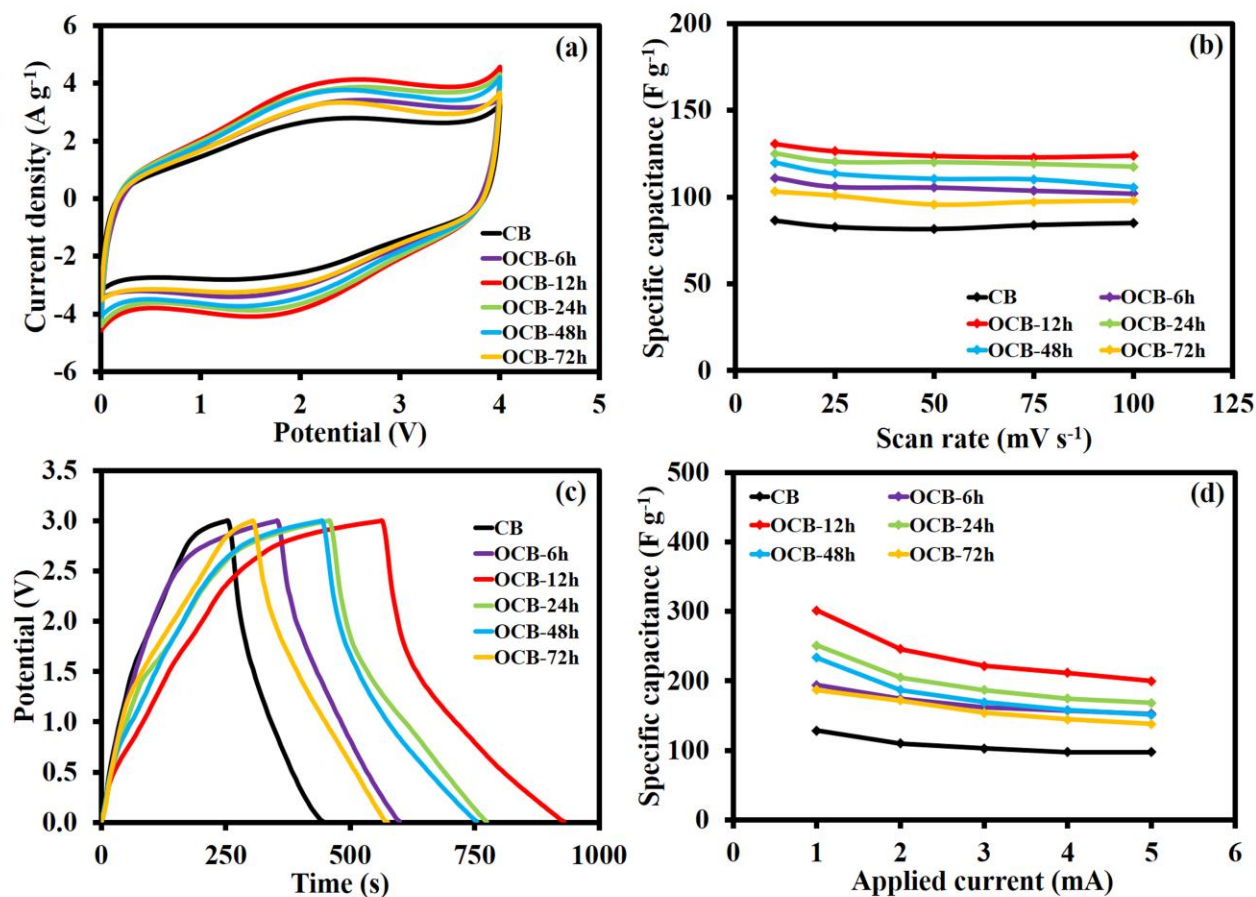 (a)
Current density (A g⁻¹)
6
4
2
0
-2
-4
-6
0 1 2 3 4 5
Potential (V)
CB
OCB-6h
OCB-12h
OCB-24h
OCB-48h
OCB-72h
(b)
Specific capacitance (F g⁻¹)
200
150
100
50
0
0 25 50 75 100 125
Scan rate (mV s⁻¹)
CB OCB-6h
OCB-12h OCB-24h
OCB-48h OCB-72h
(c)
Potential (V)
3.5
3.0
2.5
2.0
1.5
1.0
0.5
0.0
0 250 500 750 1000
Time (s)
CB
OCB-6h
OCB-12h
OCB-24h
OCB-48h
OCB-72h
(d)
Specific capacitance (F g⁻¹)
500
400
300
200
100
0
0 1 2 3 4 5 6
Applied current (mA)
CB OCB-6h
OCB-12h OCB-24h
OCB-48h OCB-72h